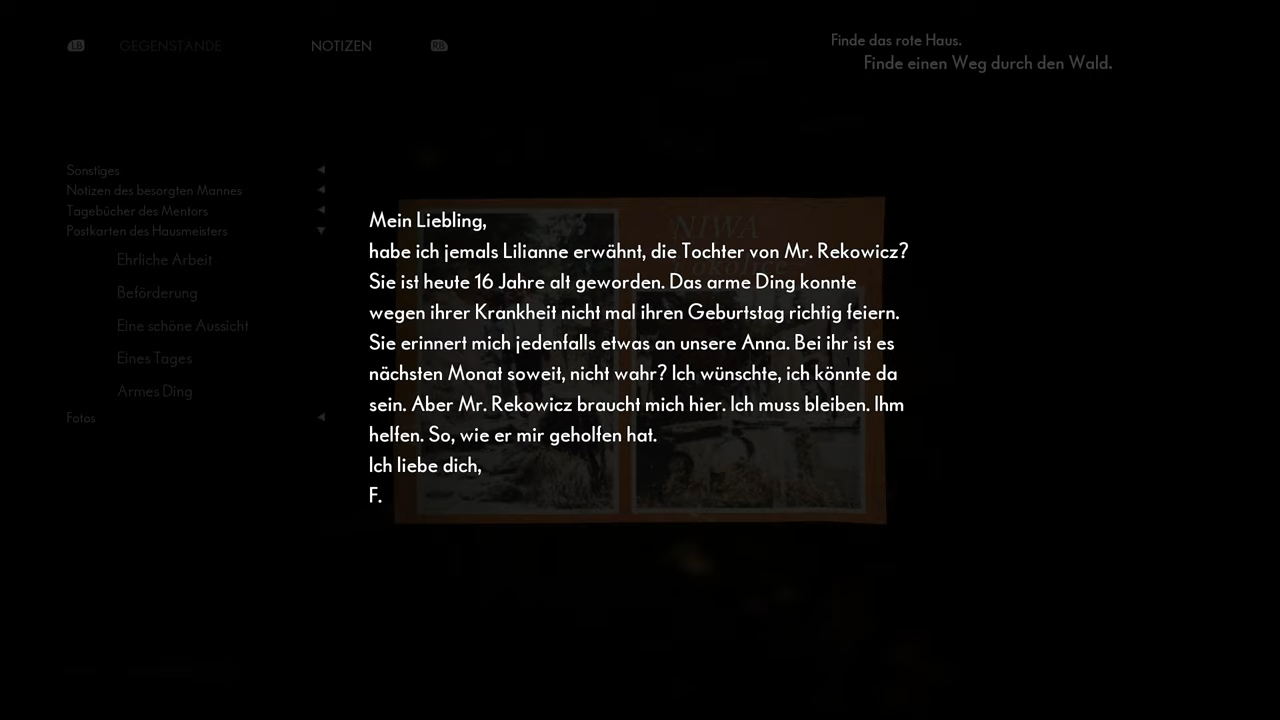 LB GEGENSTÄNDE NOTIZEN RB
Finde das rote Haus.
Finde einen Weg durch den Wald.
Sonstiges
Notizen des besorgten Mannes
Tagebücher des Mentors
Postkarten des Hausmeisters
Ehrliche Arbeit
Beförderung
Eine schöne Aussicht
Eines Tages
Armes Ding
Fotos
NIWA
Mein Liebling,
habe ich jemals Lilianne erwähnt, die Tochter von Mr. Rekowicz?
Sie ist heute 16 Jahre alt geworden. Das arme Ding konnte
wegen ihrer Krankheit nicht mal ihren Geburtstag richtig feiern.
Sie erinnert mich jedenfalls etwas an unsere Anna. Bei ihr ist es
nächsten Monat soweit, nicht wahr? Ich wünschte, ich könnte da
sein. Aber Mr. Rekowicz braucht mich hier. Ich muss bleiben. Ihm
helfen. So, wie er mir geholfen hat.
Ich liebe dich,
F.